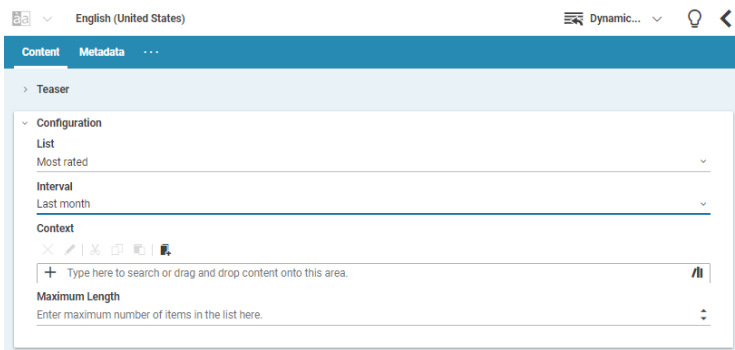 English (United States)
Dynamic...
Content
Metadata
...
Teaser
Configuration
List
Most rated
Interval
Last month
Context
Type here to search or drag and drop content onto this area.
Maximum Length
Enter maximum number of items in the list here.